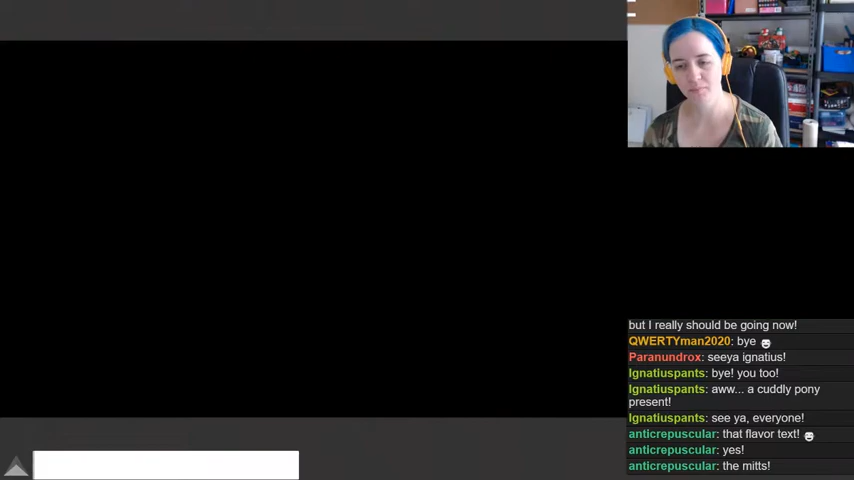 but I really should be going now!
QWERTYman2020: bye
Paranundrox: seeya ignatius!
Ignatiuspants: bye! you too!
Ignatiuspants: aww... a cuddly pony
present!
Ignatiuspants: see ya, everyone!
anticrepuscular: that flavor text!
anticrepuscular: yes!
anticrepuscular: the mitts!